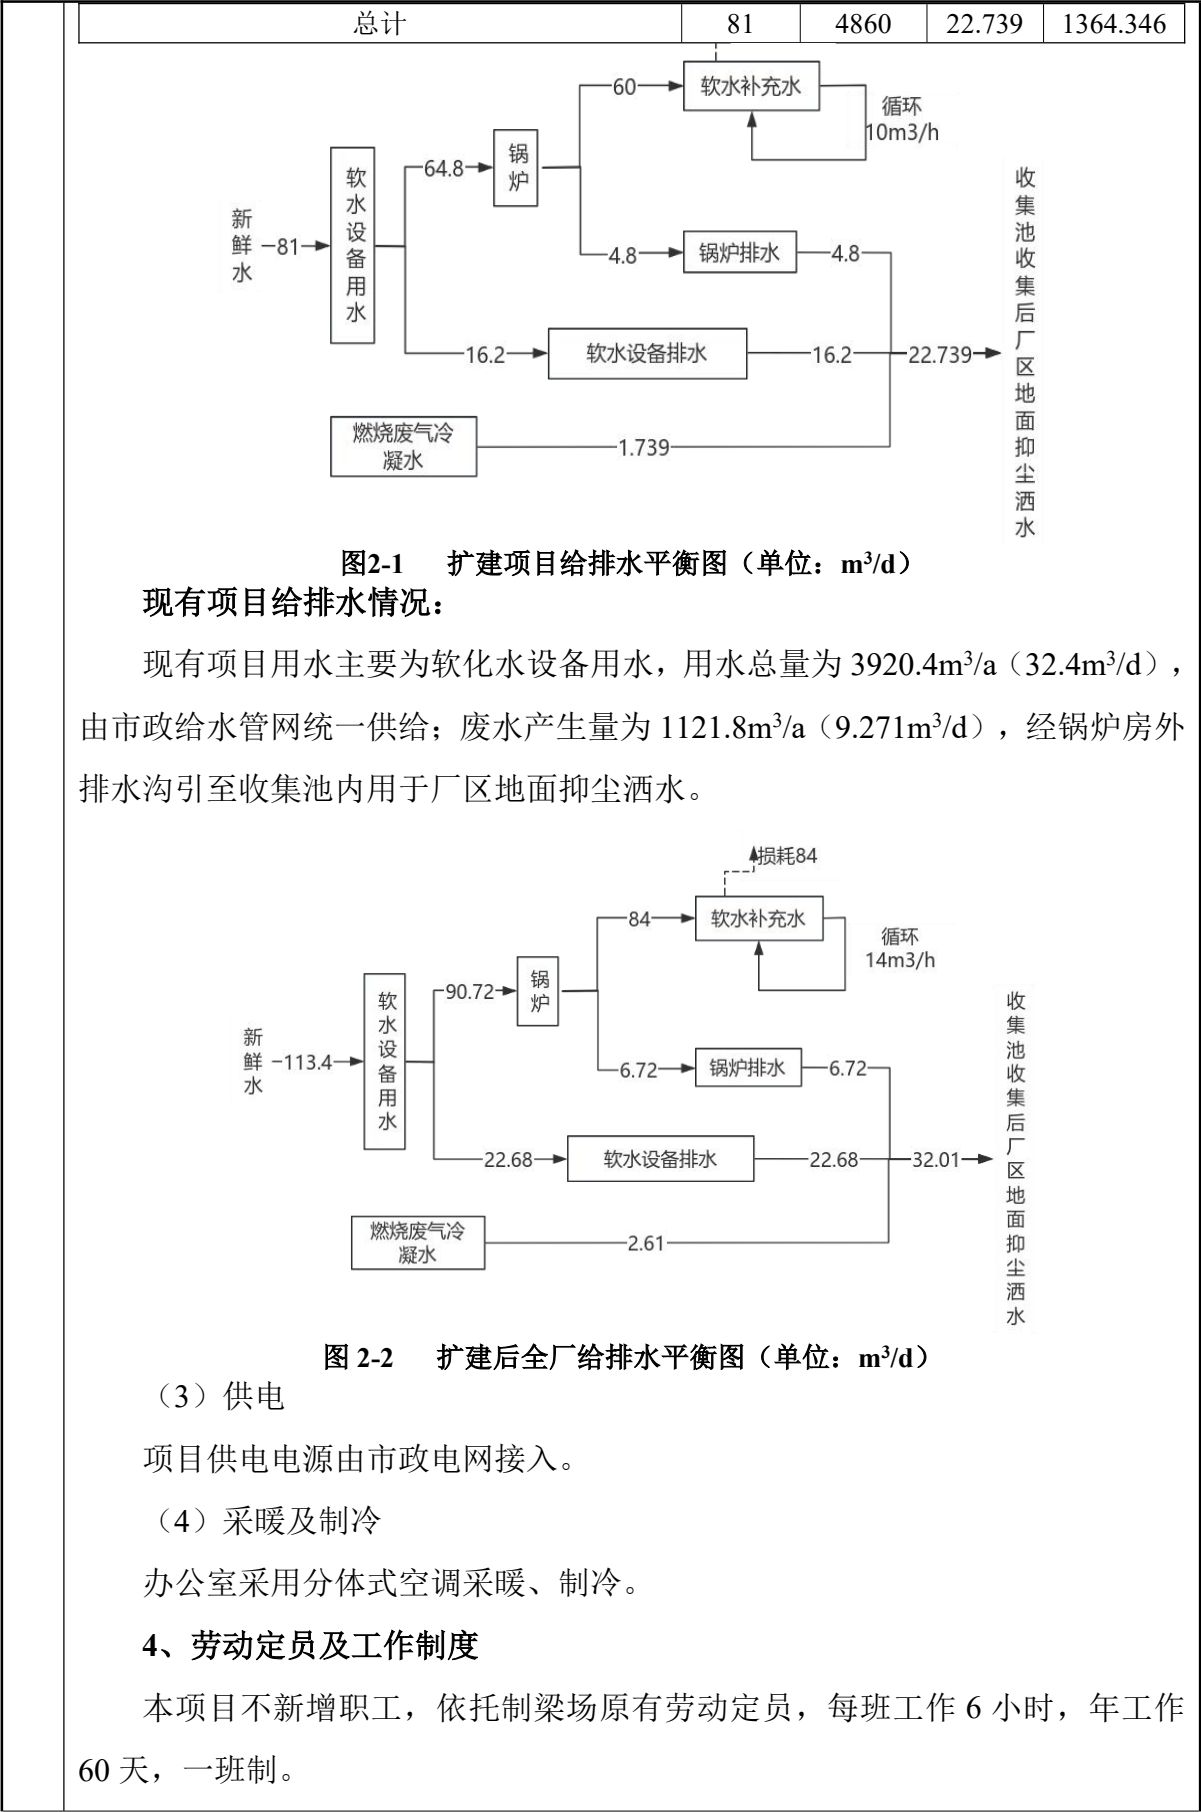 总计 81 4860 22.739 1364.346
60
软水补充水
循环
10m3/h
锅炉
64.8
软水设备用水
新鲜水
81
4.8
锅炉排水
4.8
16.2
软水设备排水
16.2
22.739
收集池收集后厂区地面抑尘洒水
燃烧废气冷
凝水
1.739
图2-1 扩建项目给排水平衡图（单位：m³/d）
现有项目给排水情况：
现有项目用水主要为软化水设备用水，用水总量为 3920.4m³/a（32.4m³/d），
由市政给水管网统一供给；废水产生量为 1121.8m³/a（9.271m³/d），经锅炉房外
排水沟引至收集池内用于厂区地面抑尘洒水。
损耗84
84
软水补充水
循环
14m3/h
锅炉
90.72
软水设备用水
新鲜水
113.4
6.72
锅炉排水
6.72
22.68
软水设备排水
22.68
32.01
收集池收集后厂区地面抑尘洒水
燃烧废气冷
凝水
2.61
图 2-2 扩建后全厂给排水平衡图（单位：m³/d）
（3）供电
项目供电电源由市政电网接入。
（4）采暖及制冷
办公室采用分体式空调采暖、制冷。
4、劳动定员及工作制度
本项目不新增职工，依托制梁场原有劳动定员，每班工作 6 小时，年工作
60 天，一班制。